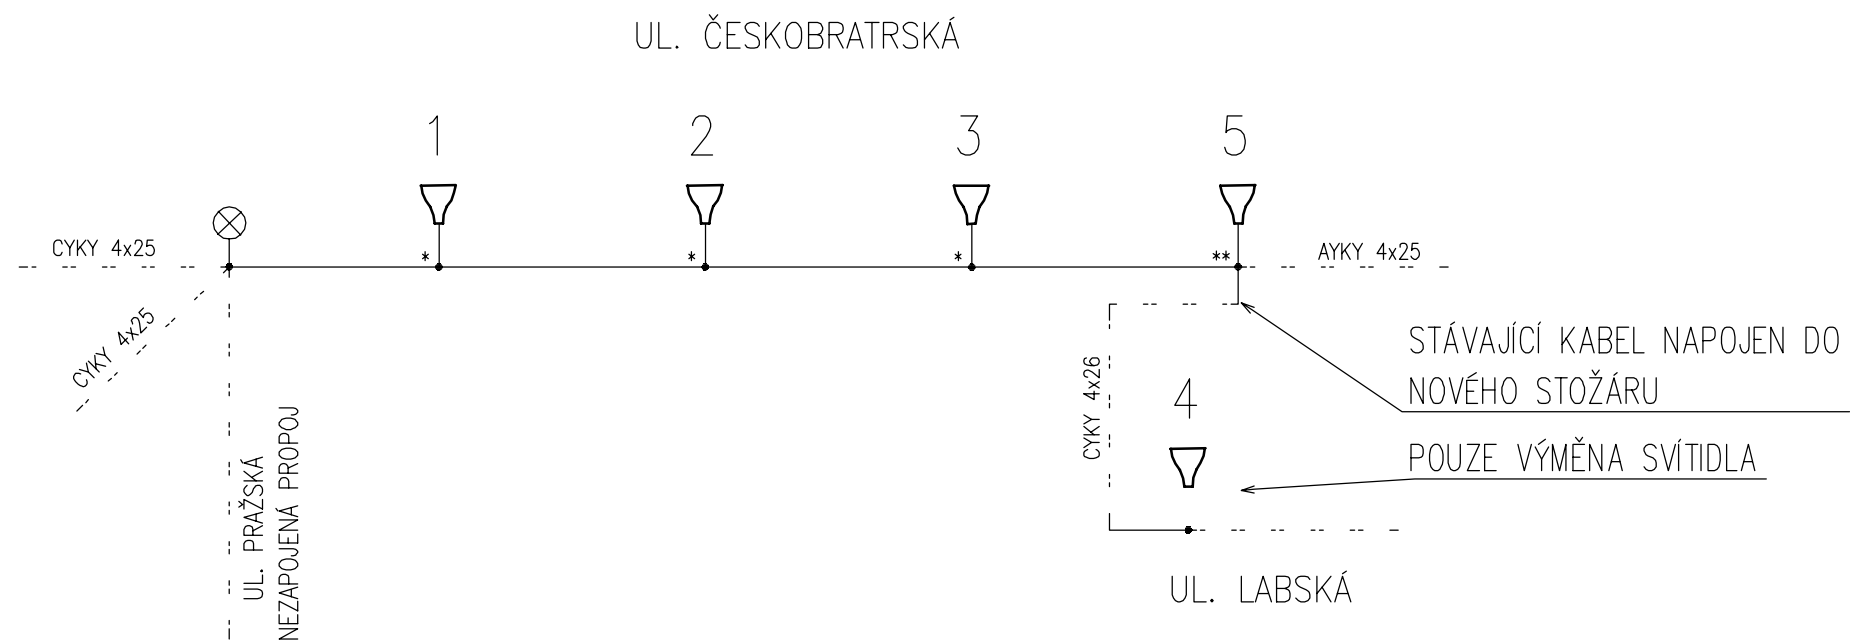 UL. ČESKOBRATRSKÁ
1
2
3
5
CYKY 4x25
*
*
*
**
AYKY 4x25
CYKY 4x25
STÁVAJÍCÍ KABEL NAPOJEN DO
NOVÉHO STOŽÁRU
CYKY 4x26
4
POUZE VÝMĚNA SVÍTIDLA
UL. PRAŽSKÁ
NEZAPOJENÁ PROPOJ
UL. LABSKÁ